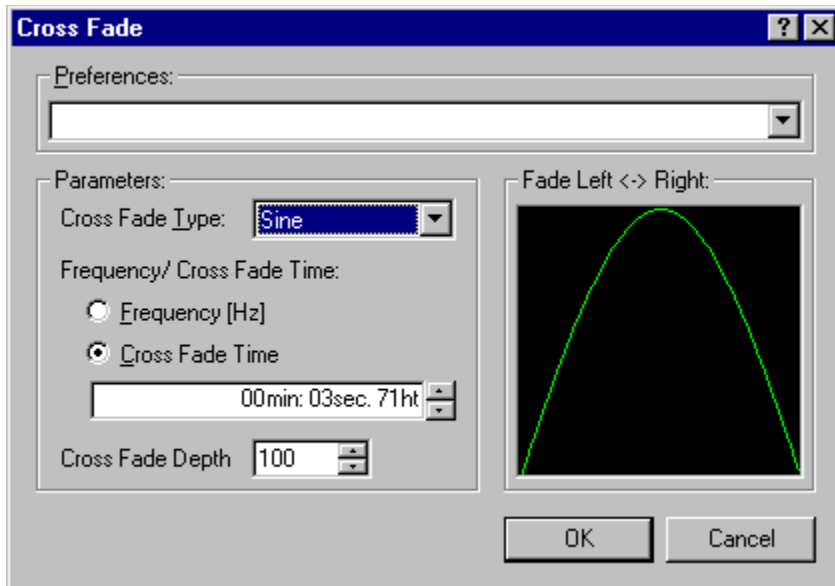 Cross Fade
Preferences:
Parameters:
Cross Fade Type: Sine
Frequency/ Cross Fade Time:
Frequency [Hz]
Cross Fade Time
00min: 03sec. 71ht
Cross Fade Depth 100
Fade Left <-> Right:
OK Cancel